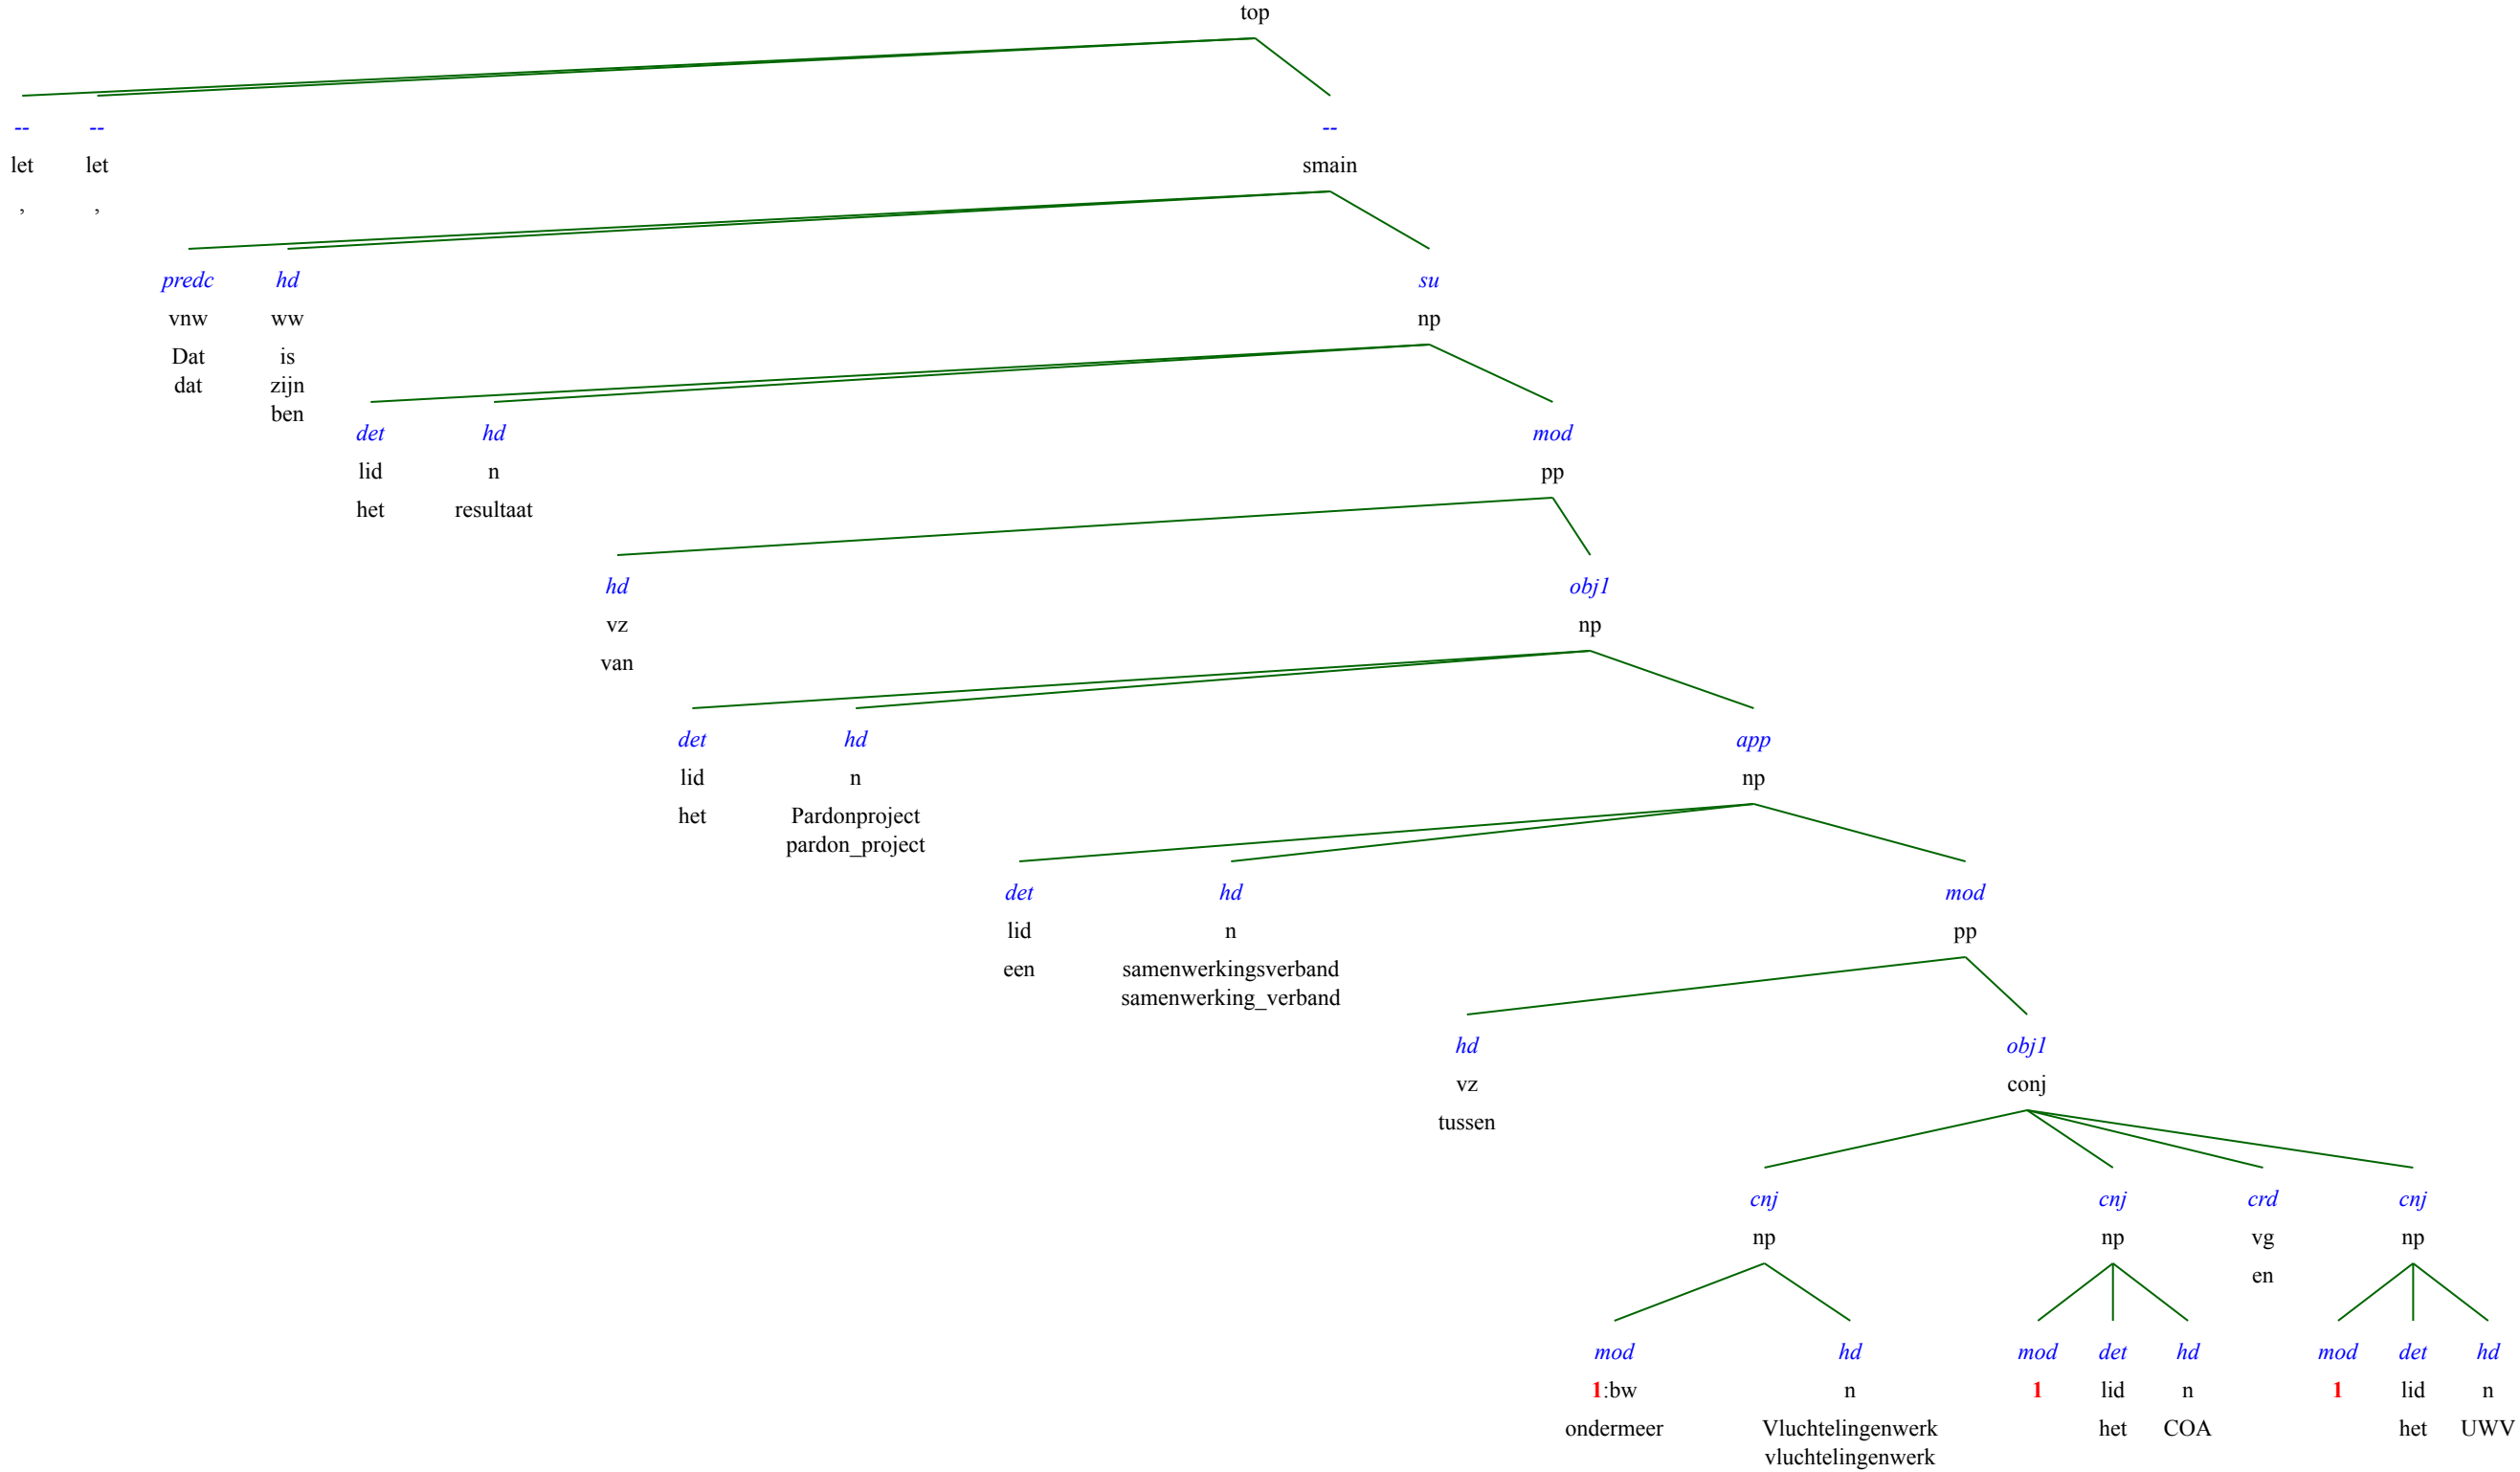 top
-- -- --
let let smain
, ,
predc hd su
vnw ww np
Dat is
dat zijn
ben
det hd mod
lid n pp
het resultaat
hd obj1
vz np
van
det hd app
lid n np
het Pardonproject
pardon_project
det hd mod
lid n pp
een samenwerkingsverband
samenwerking_verband
hd obj1
vz conj
tussen
cnj cnj crd cnj
np np vg np
en
mod hd mod det hd mod det hd
1:bw n 1 lid n 1 lid n
ondermeer Vluchtelingenwerk het COA het UWV
vluchtelingenwerk